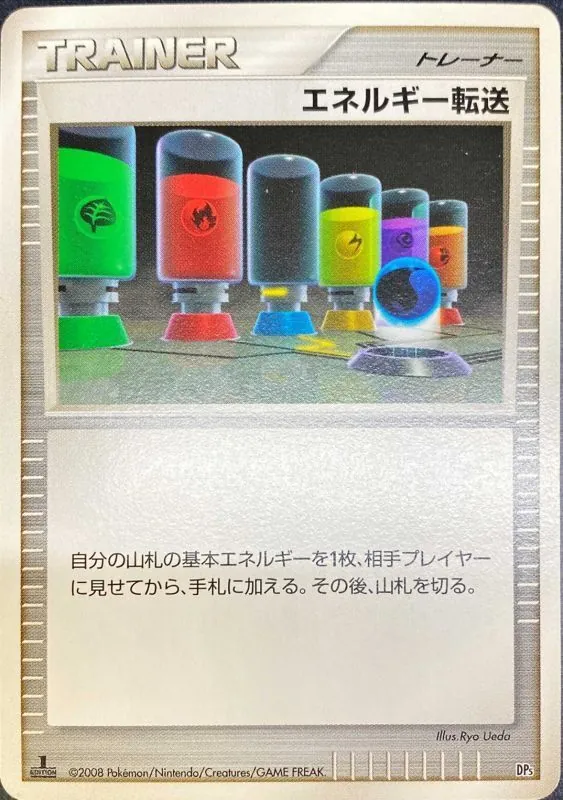 TRAINER
トレーナー
エネルギー転送
自分の山札の基本エネルギーを1枚、相手プレイヤー
に見せてから、手札に加える。その後、山札を切る。
Illus.Ryo Ueda
1
EDITION
©2008 Pokémon/Nintendo/Creatures/GAME FREAK.
DPs